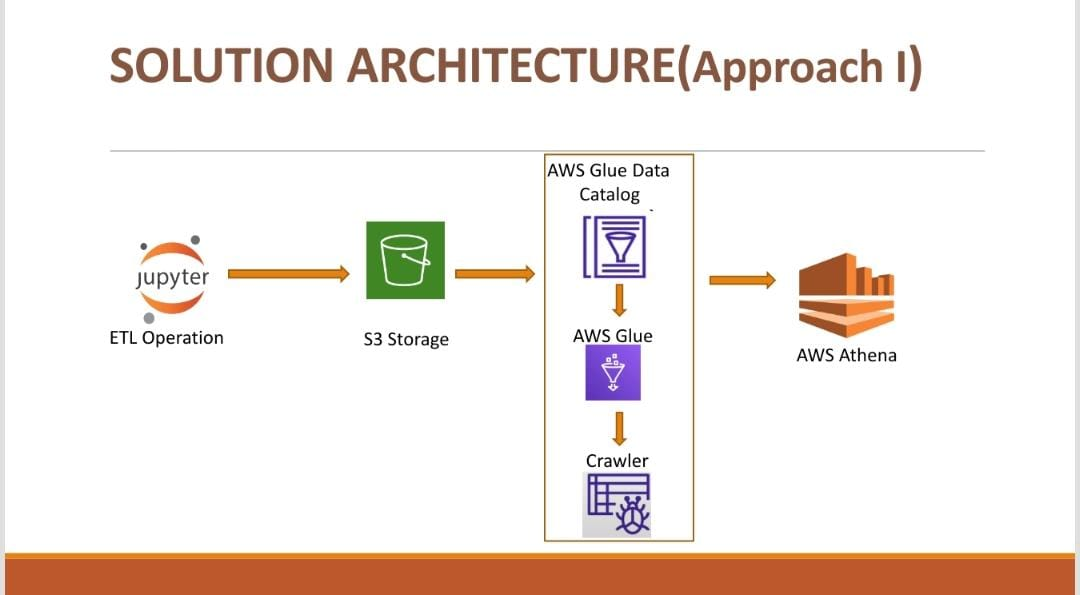 SOLUTION ARCHITECTURE(Approach I)
AWS Glue Data
Catalog
jupyter
ETL Operation
S3 Storage
AWS Glue
Crawler
AWS Athena